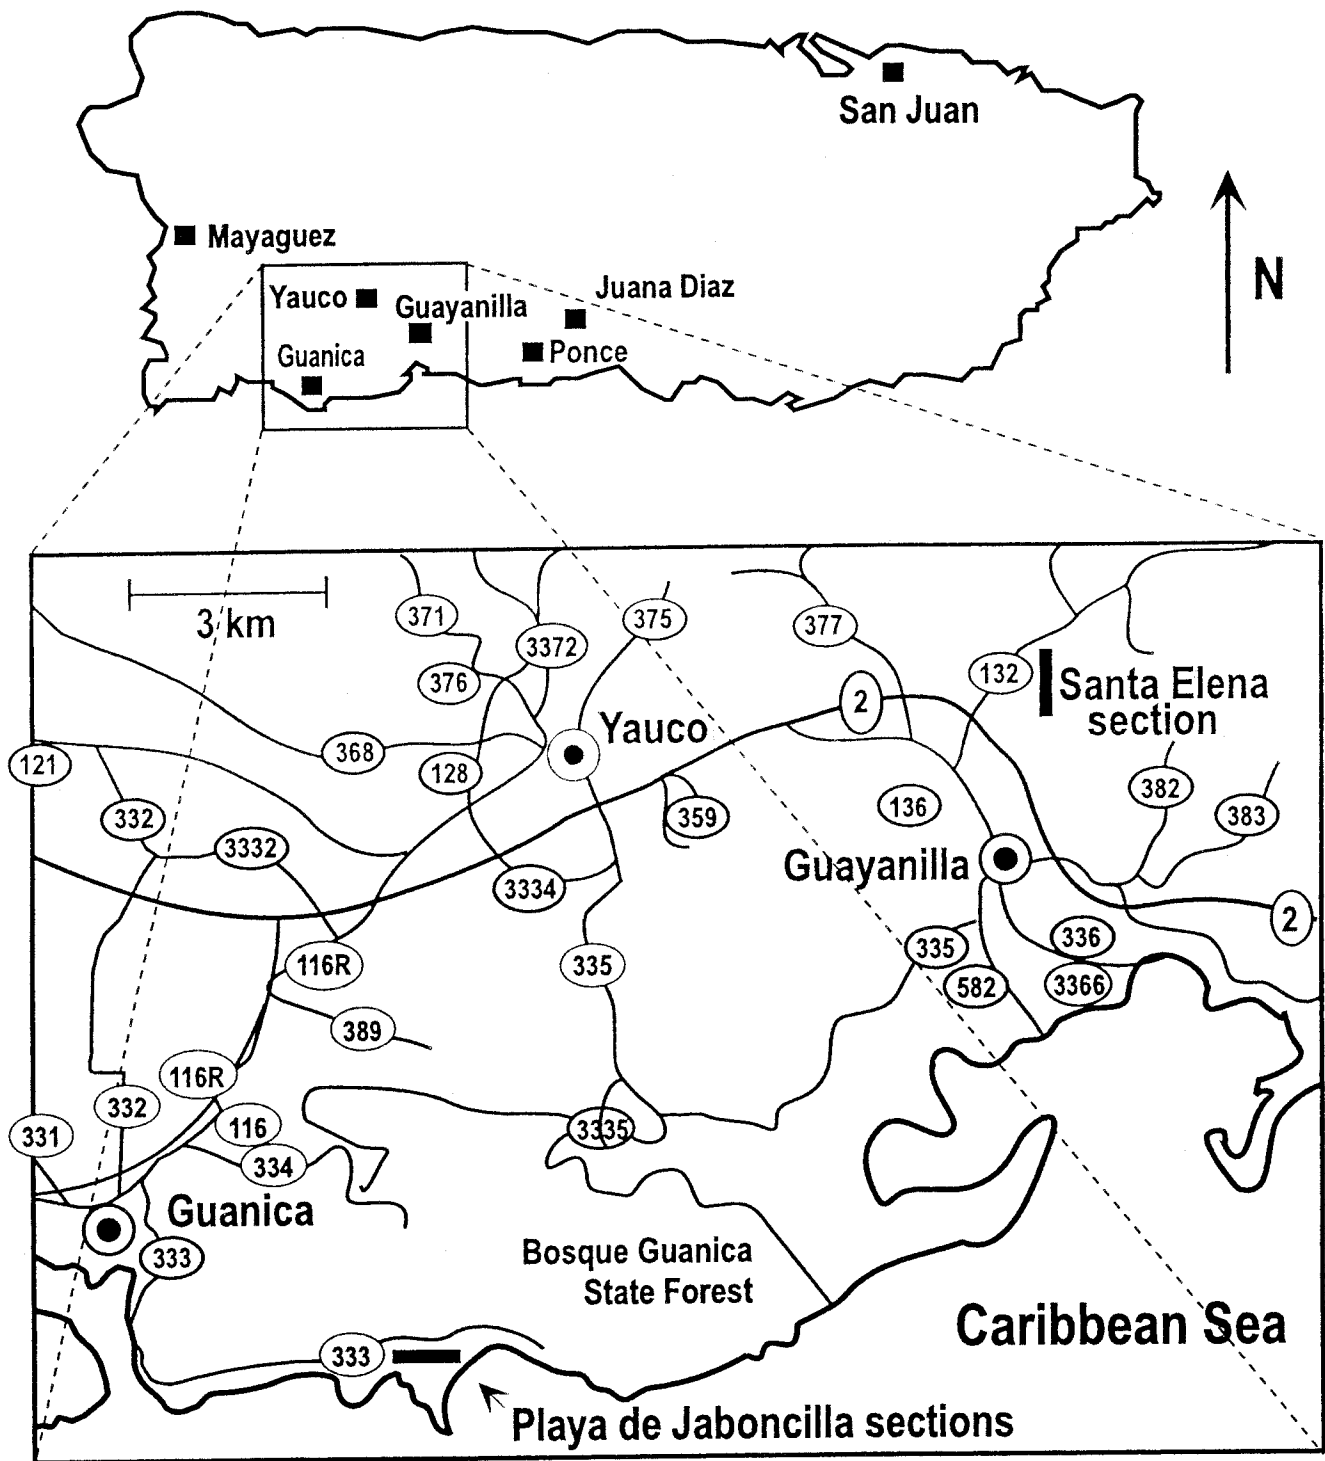 San Juan
Mayaguez
Juana Diaz
Yauco
Guayanilla
Guanica
Ponce
N
3 km
371
3372
375
377
376
132
Santa Elena
section
2
Yauco
368
121
128
382
383
332
3332
359
136
Guayanilla
3334
2
116R
335
335
336
582
3366
389
116R
332
331
116
3335
334
Guanica
333
Bosque Guanica
State Forest
Caribbean Sea
333
Playa de Jaboncilla sections